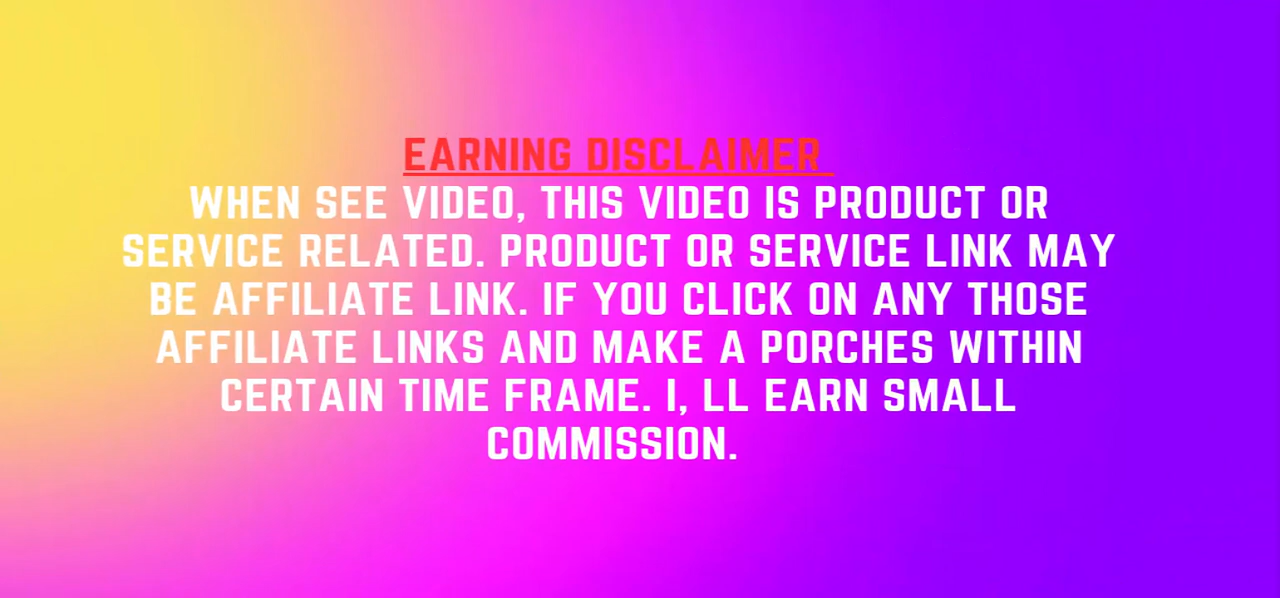 EARNING DISCLAIMER
WHEN SEE VIDEO, THIS VIDEO IS PRODUCT OR
SERVICE RELATED. PRODUCT OR SERVICE LINK MAY
BE AFFILIATE LINK. IF YOU CLICK ON ANY THOSE
AFFILIATE LINKS AND MAKE A PORCHES WITHIN
CERTAIN TIME FRAME. I, LL EARN SMALL
COMMISSION.